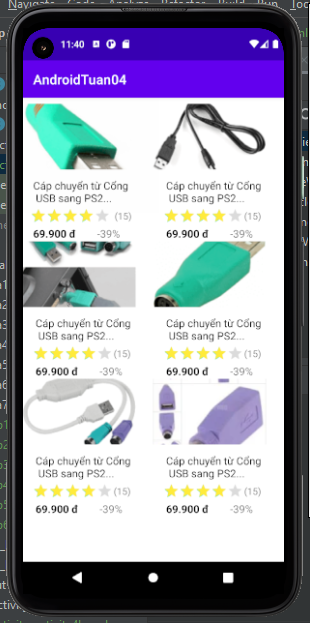 Navigate Code Analyze Refactor Build Run
11:40
AndroidTuan04
Cáp chuyển từ Cổng
USB sang PS2...
(15)
69.900 đ -39%
Cáp chuyển từ Cổng
USB sang PS2...
(15)
69.900 đ -39%
Cáp chuyển từ Cổng
USB sang PS2...
(15)
69.900 đ -39%
Cáp chuyển từ Cổng
USB sang PS2...
(15)
69.900 đ -39%
Cáp chuyển từ Cổng
USB sang PS2...
(15)
69.900 đ -39%
Cáp chuyển từ Cổng
USB sang PS2...
(15)
69.900 đ -39%